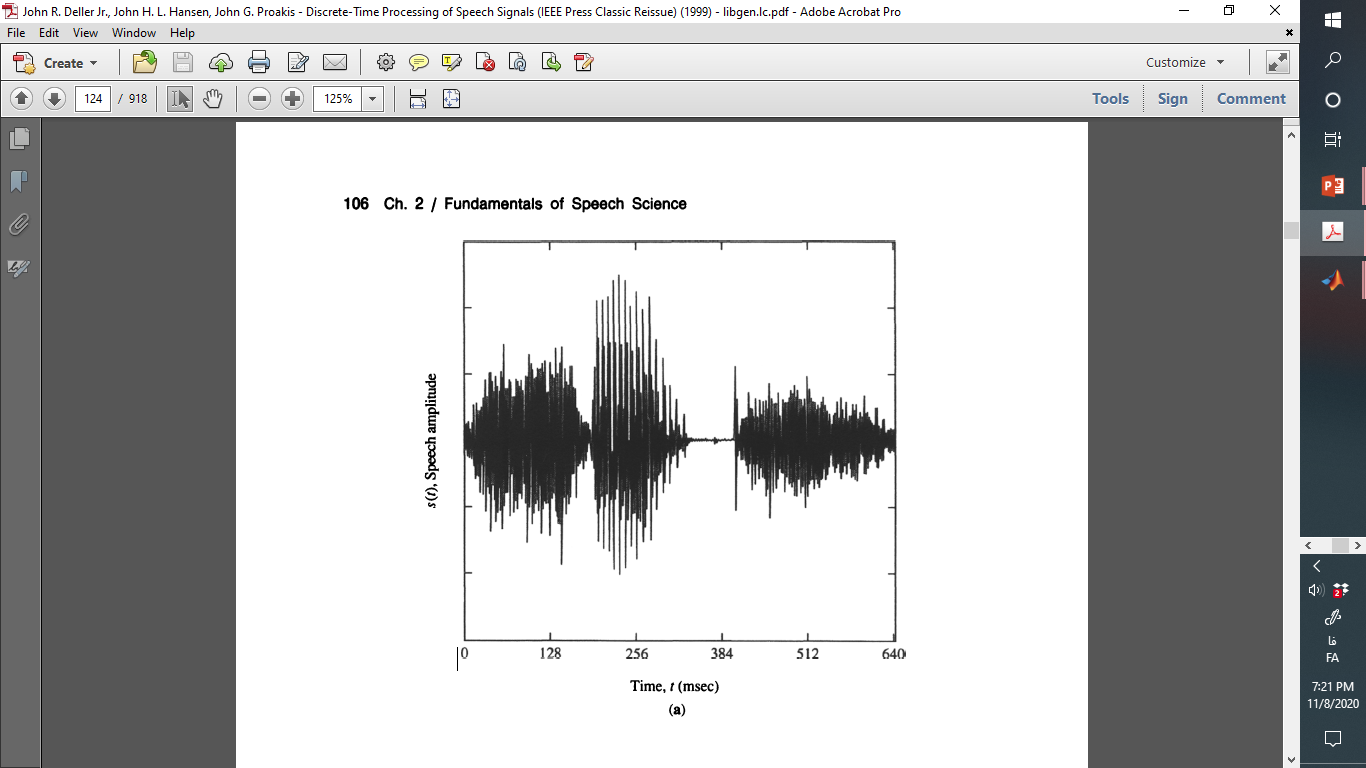 John R. Deller Jr., John H. L. Hansen, John G. Proakis - Discrete-Time Processing of Speech Signals (IEEE Press Classic Reissue) (1999) - libgen.lc.pdf - Adobe Acrobat Pro
File Edit View Window Help
Create
Customize
124 / 918
125%
Tools Sign Comment
106 Ch. 2 / Fundamentals of Speech Science
s(t), Speech amplitude
0 128 256 384 512 640
Time, t (msec)
(a)
2
فا
FA
7:21 PM
11/8/2020